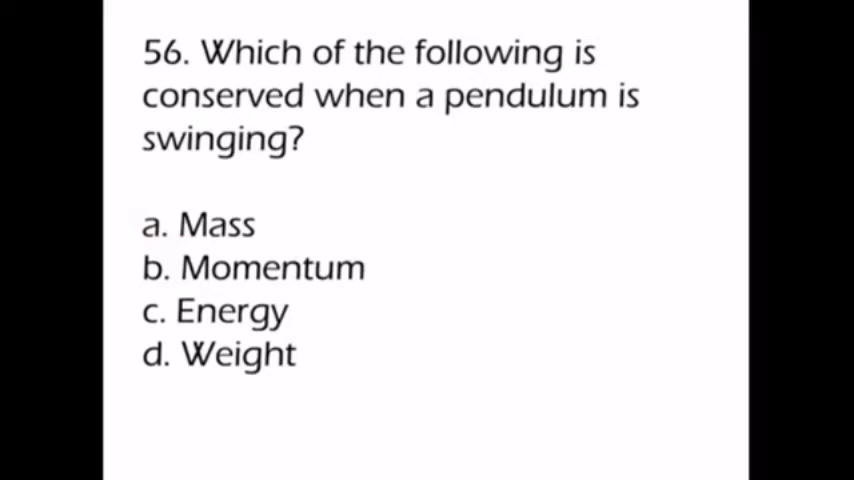 56. Which of the following is
conserved when a pendulum is
swinging?
a. Mass
b. Momentum
c. Energy
d. Weight